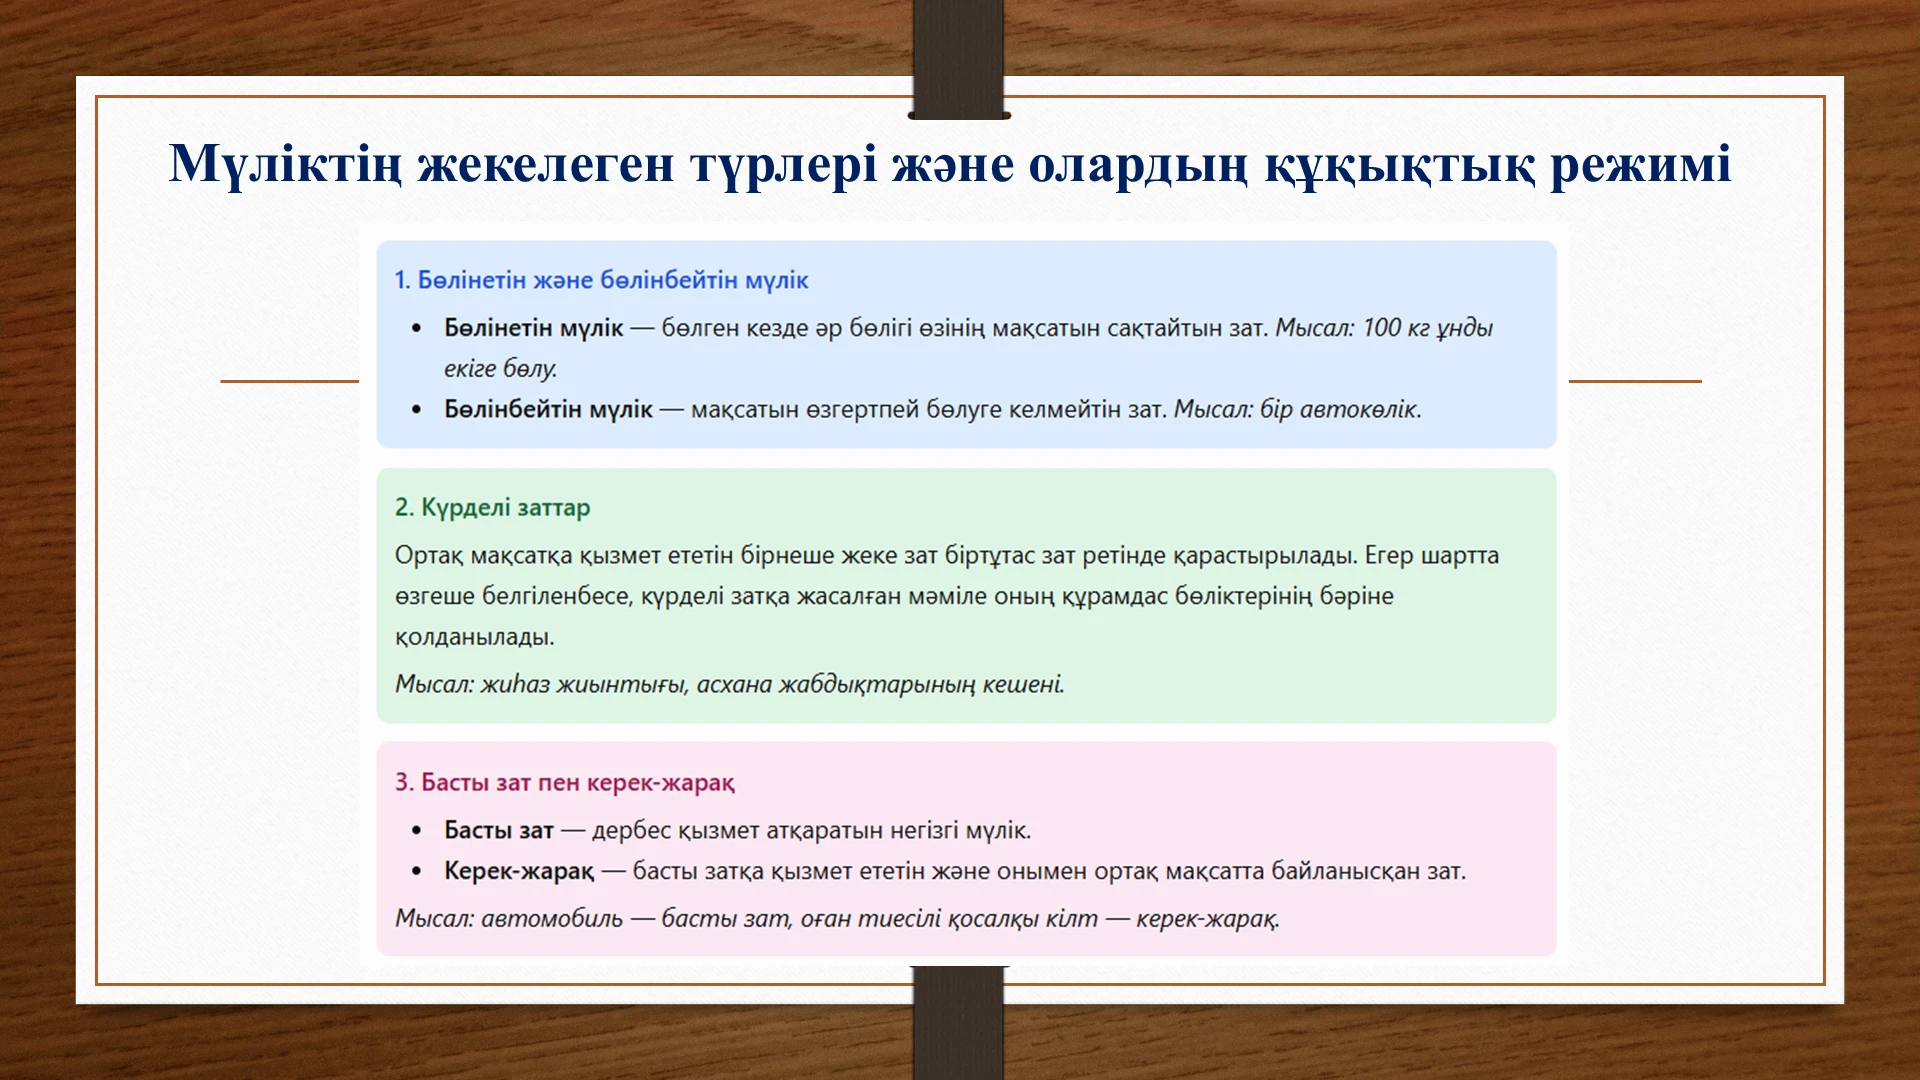 Мүліктің жекелеген түрлері және олардың құқықтық режимі
1. Бөлінетін және бөлінбейтін мүлік
• Бөлінетін мүлік — бөлген кезде әр бөлігі өзінің мақсатын сақтайтын зат. Мысал: 100 кг ұнды
екіге бөлу.
• Бөлінбейтін мүлік — мақсатын өзгертпей бөлуге келмейтін зат. Мысал: бір автокөлік.
2. Күрделі заттар
Ортақ мақсатқа қызмет ететін бірнеше жеке зат біртұтас зат ретінде қарастырылады. Егер шартта
өзгеше белгіленбесе, күрделі затқа жасалған мәміле оның құрамдас бөліктерінің бәріне
қолданылады.
Мысал: жиһаз жиынтығы, асхана жабдықтарының кешені.
3. Басты зат пен керек-жарақ
• Басты зат — дербес қызмет атқаратын негізгі мүлік.
• Керек-жарақ — басты затқа қызмет ететін және онымен ортақ мақсатта байланысқан зат.
Мысал: автомобиль — басты зат, оған тиесілі қосалқы кілт — керек-жарақ.